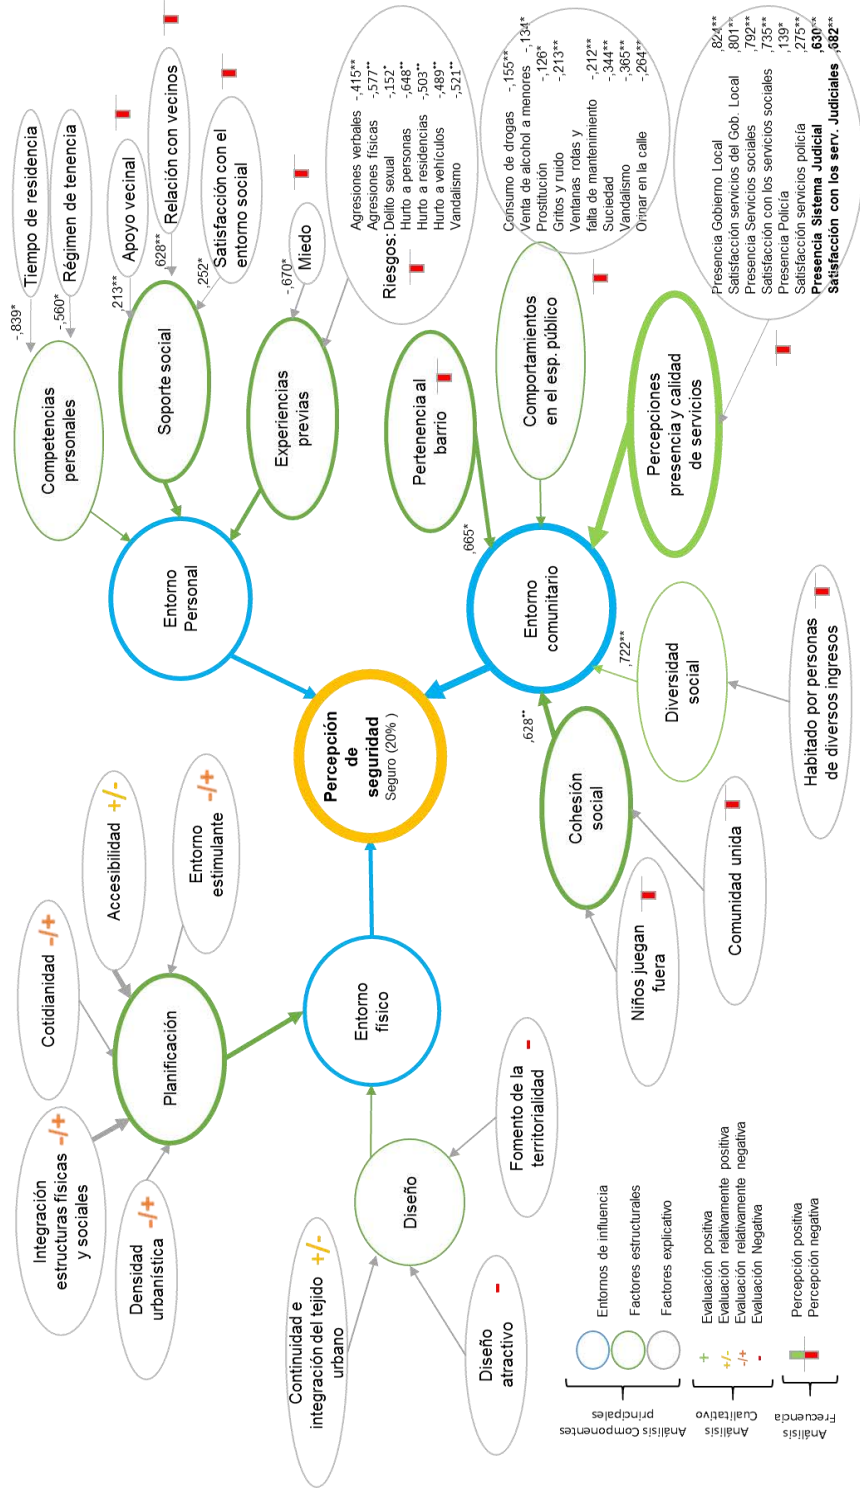 Integración
estructuras físicas
y sociales
-/+
Cotidianidad -/+
Accesibilidad +/-
Densidad
urbanística
-/+
Planificación
Entorno
estimulante
-/+
Continuidad e
integración del tejido
urbano
+/-
Diseño
atractivo
-
Diseño
Fomento de la
territorialidad
-
Entorno
físico
Percepción
de
seguridad
Seguro (20% )
Entorno
Personal
Competencias
personales
-,839*
Tiempo de residencia
-,560*
Régimen de tenencia
Soporte social
,213**
Apoyo vecinal
,628**
Relación con vecinos
,252*
Satisfacción con el
entorno social
Experiencias
previas
-,670*
Miedo
Riesgos:
Agresiones verbales -,415**
Agresiones físicas -,577**
Delito sexual -,152*
Hurto a personas -,648**
Hurto a residencias -,503**
Hurto a vehículos -,489**
Vandalismo -,521**
Entorno
comunitario
,665*
Pertenencia al
barrio
Comportamientos
en el esp. público
Consumo de drogas -,155**
Venta de alcohol a menores -,134*
Prostitución -,126*
Gritos y ruido -,213**
Ventanas rotas y
falta de mantenimiento -,212**
Suciedad -,344**
Vandalismo -,365**
Orinar en la calle -,264**
Percepciones
presencia y calidad
de servicios
Presencia Gobierno Local ,824**
Satisfacción servicios del Gob. Local ,801**
Presencia Servicios sociales ,792**
Satisfacción con los servicios sociales ,735**
Presencia Policía ,139*
Satisfacción servicios policía ,275**
Presencia Sistema Judicial ,630**
Satisfacción con los serv. Judiciales ,682**
,628**
Cohesión
social
Niños juegan
fuera
Comunidad unida
,722**
Diversidad
social
Habitado por personas
de diversos ingresos
Análisis Componentes
principales
Entornos de influencia
Factores estructurales
Factores explicativo
Análisis
Cualitativo
+ Evaluación positiva
+/- Evaluación relativamente positiva
-/+ Evaluación relativamente negativa
- Evaluación Negativa
Análisis
Frecuencia
Percepción positiva
Percepción negativa